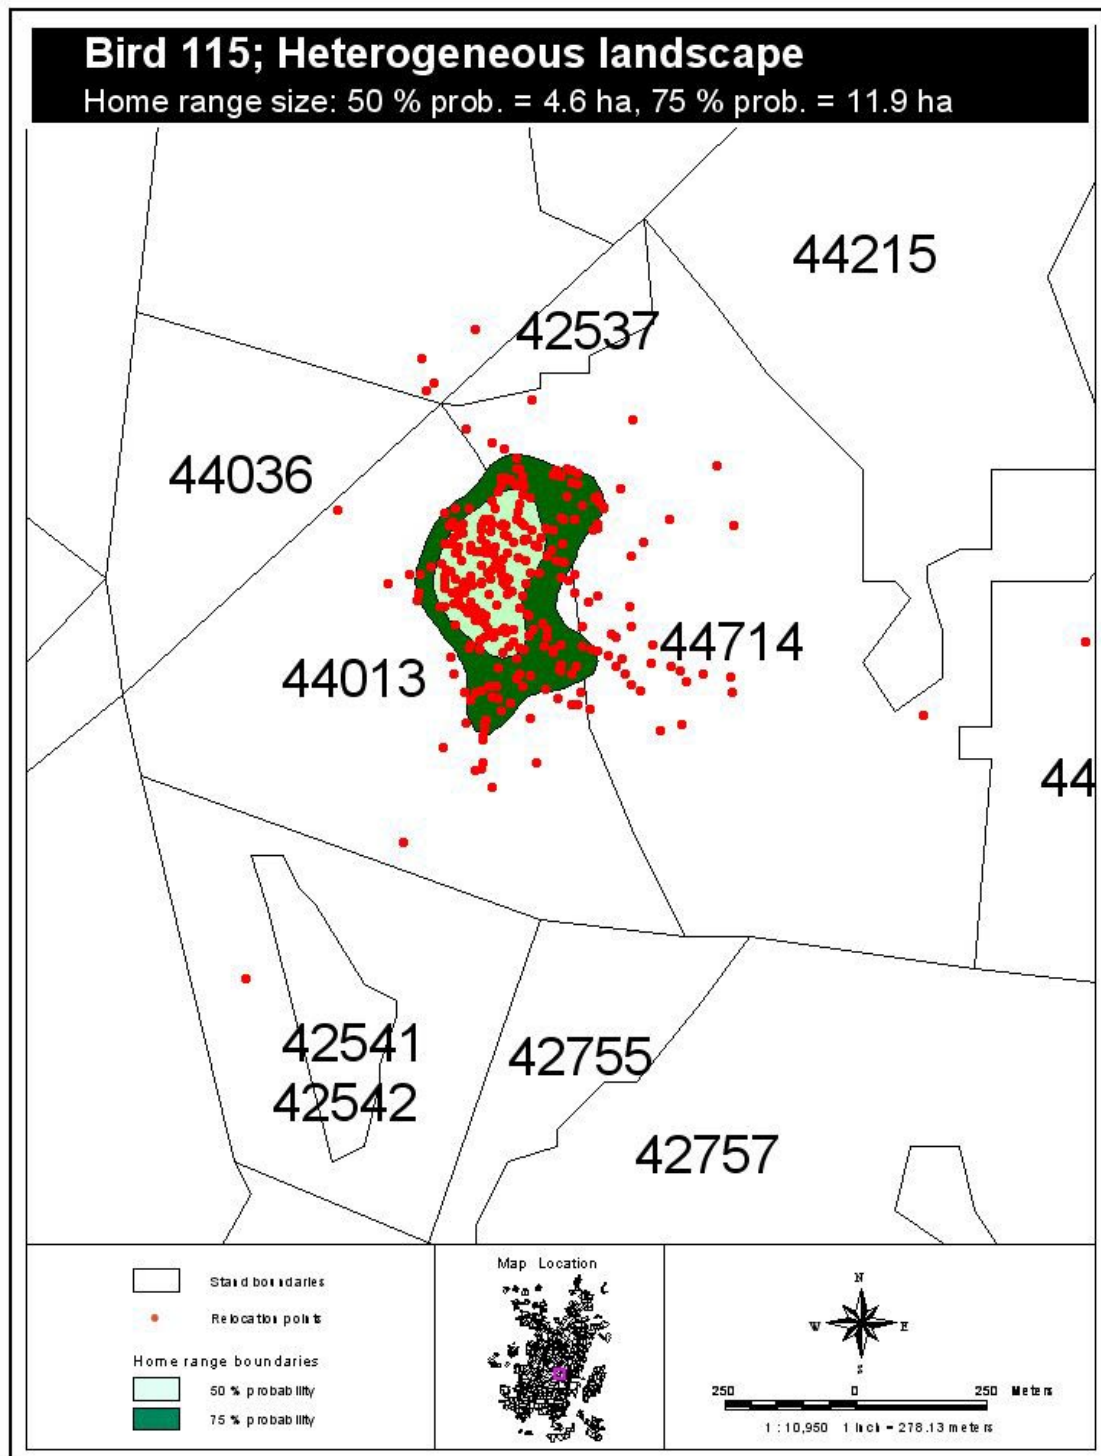 Bird 115; Heterogeneous landscape
Home range size: 50 % prob. = 4.6 ha, 75 % prob. = 11.9 ha
44215
42537
44036
44714
44013
44
42541
42755
42542
42757
Stand boundaries
Relocation points
Home range boundaries
50 % probability
75 % probability
Map Location
N
W E
S
250 0 250 Meters
1 : 10,950 1 Inch = 278.13 meters